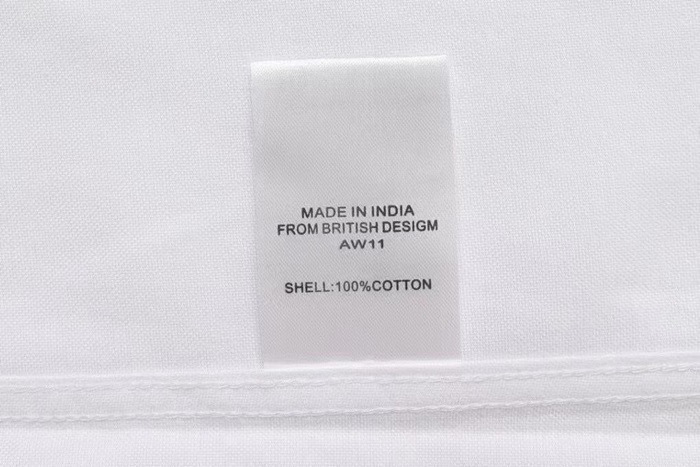 MADE IN INDIA
FROM BRITISH DESIGM
AW11
SHELL:100%COTTON